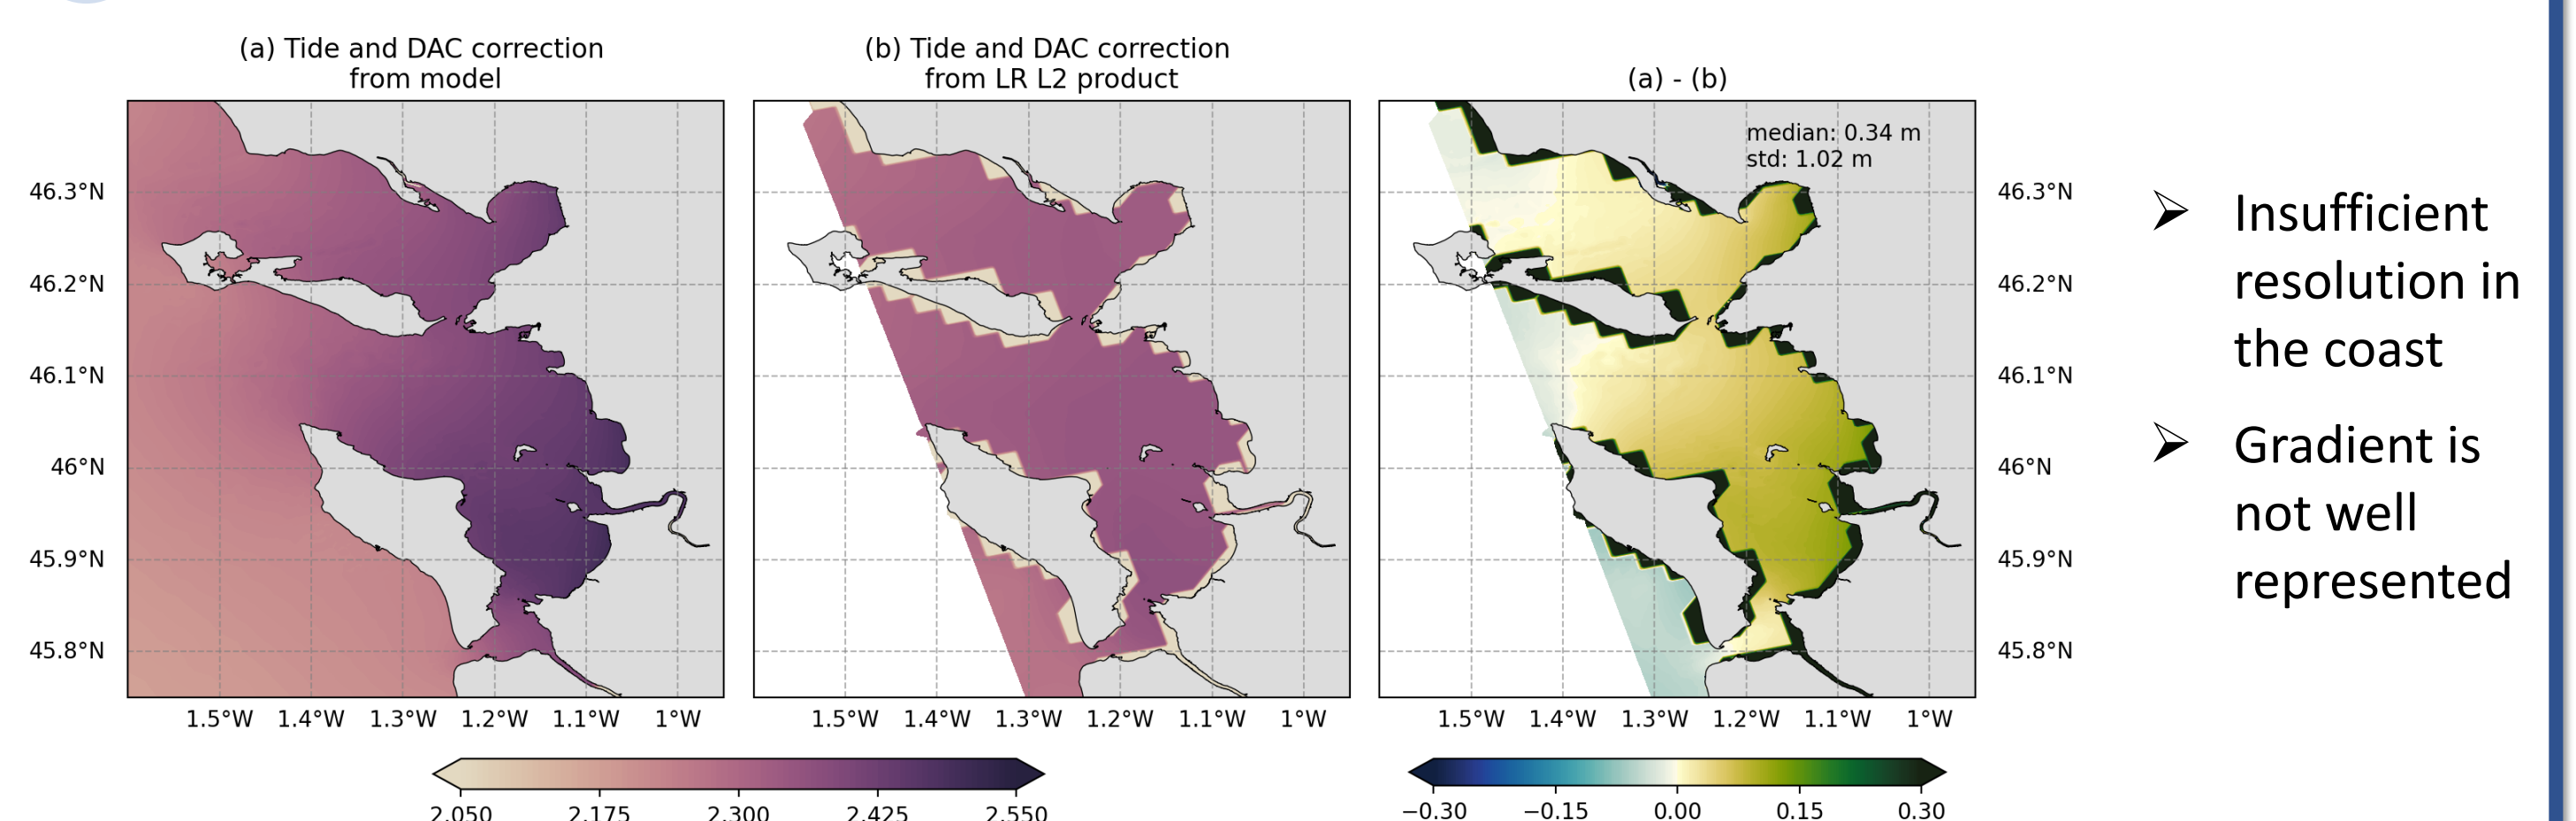 (a) Tide and DAC correction
from model
(b) Tide and DAC correction
from LR L2 product
(a) - (b)
median: 0.34 m
std: 1.02 m
46.3°N
46.2°N
46.1°N
46°N
45.9°N
45.8°N
1.5°W 1.4°W 1.3°W 1.2°W 1.1°W 1°W
1.5°W 1.4°W 1.3°W 1.2°W 1.1°W 1°W
1.5°W 1.4°W 1.3°W 1.2°W 1.1°W 1°W
46.3°N
46.2°N
46.1°N
46°N
45.9°N
45.8°N
2.050 2.175 2.300 2.425 2.550
−0.30 −0.15 0.00 0.15 0.30
Insufficient
resolution in
the coast
Gradient is
not well
represented